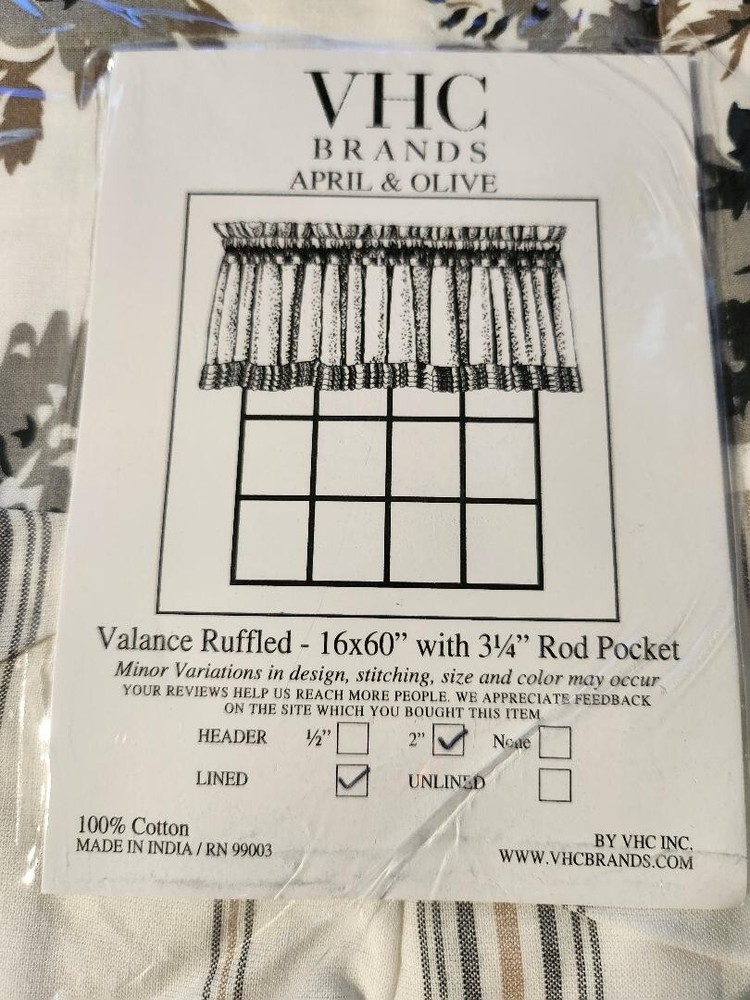 VHC
BRANDS
APRIL & OLIVE
Valance Ruffled - 16x60” with 3¼” Rod Pocket
Minor Variations in design, stitching, size and color may occur
YOUR REVIEWS HELP US REACH MORE PEOPLE. WE APPRECIATE FEEDBACK
ON THE SITE WHICH YOU BOUGHT THIS ITEM
HEADER ½” 2” None
LINED UNLINED
100% Cotton
MADE IN INDIA / RN 99003
BY VHC INC.
WWW.VHCBRANDS.COM